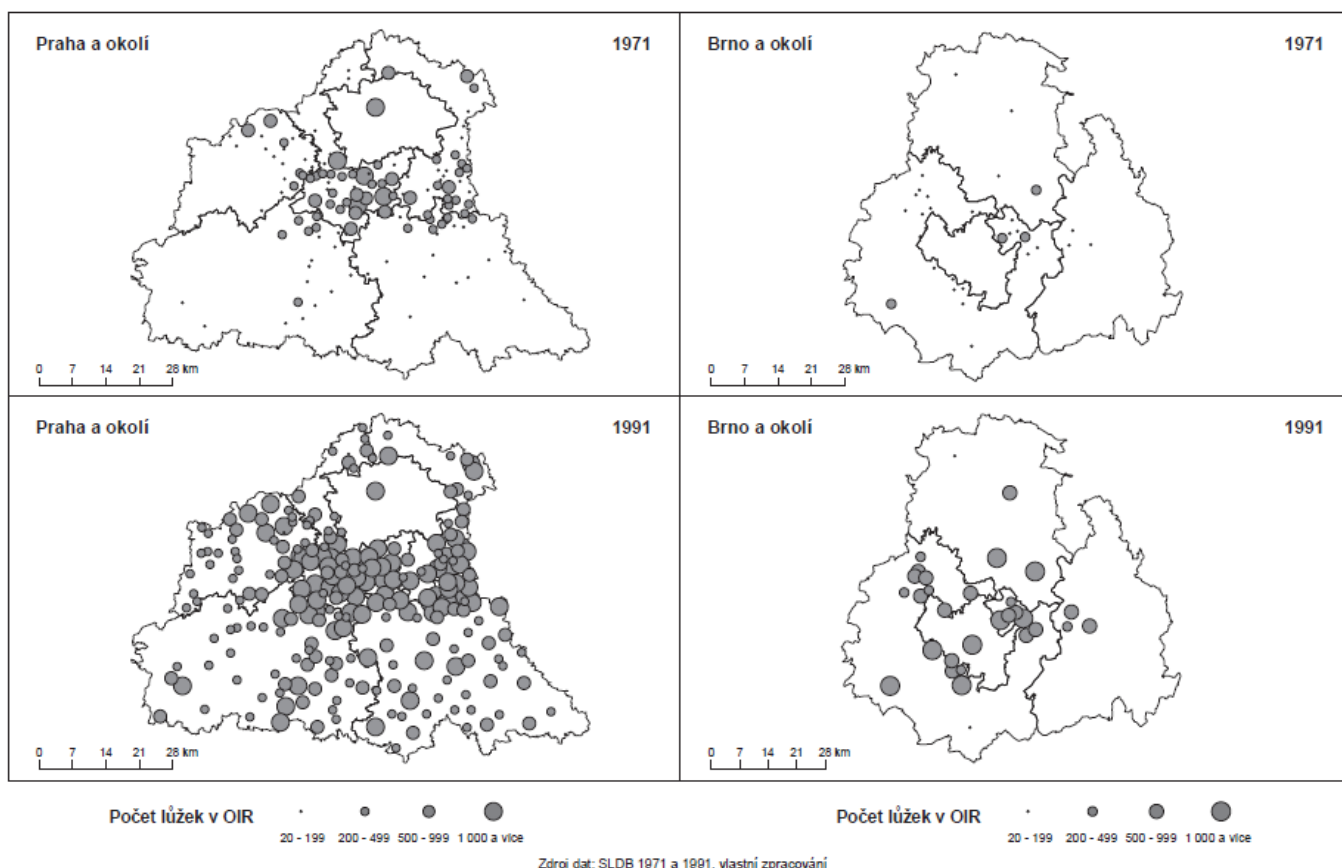 Praha a okolí 1971
0 7 14 21 28 km
Brno a okolí 1971
0 7 14 21 28 km
Praha a okolí 1991
0 7 14 21 28 km
Brno a okolí 1991
0 7 14 21 28 km
Počet lůžek v OIR
20 - 199 200 - 499 500 - 999 1 000 a více
Počet lůžek v OIR
20 - 199 200 - 499 500 - 999 1 000 a více
Zdroj dat: SLDB 1971 a 1991, vlastní zpracování